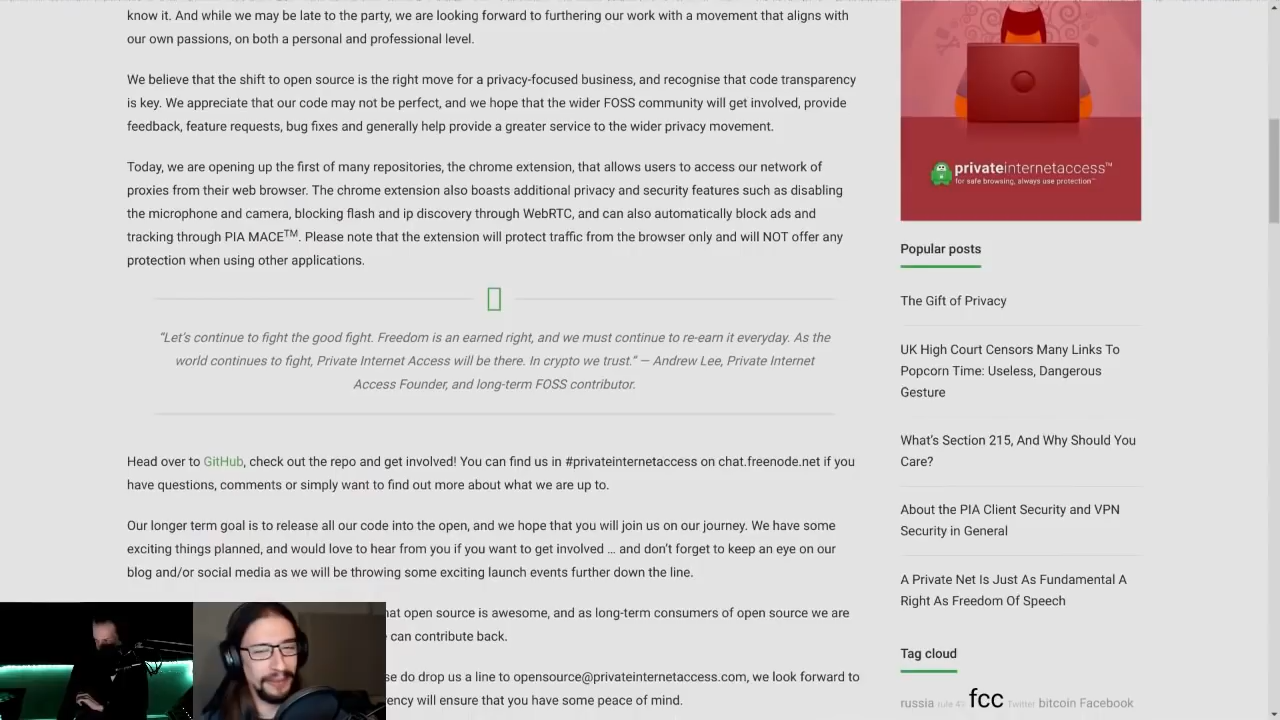 know it. And while we may be late to the party, we are looking forward to furthering our work with a movement that aligns with
our own passions, on both a personal and professional level.
We believe that the shift to open source is the right move for a privacy-focused business, and recognise that code transparency
is key. We appreciate that our code may not be perfect, and we hope that the wider FOSS community will get involved, provide
feedback, feature requests, bug fixes and generally help provide a greater service to the wider privacy movement.
Today, we are opening up the first of many repositories, the chrome extension, that allows users to access our network of
proxies from their web browser. The chrome extension also boasts additional privacy and security features such as disabling
the microphone and camera, blocking flash and ip discovery through WebRTC, and can also automatically block ads and
tracking through PIA MACE™. Please note that the extension will protect traffic from the browser only and will NOT offer any
protection when using other applications.
“Let’s continue to fight the good fight. Freedom is an earned right, and we must continue to re-earn it everyday. As the
world continues to fight, Private Internet Access will be there. In crypto we trust.” — Andrew Lee, Private Internet
Access Founder, and long-term FOSS contributor.
Head over to GitHub, check out the repo and get involved! You can find us in #privateinternetaccess on chat.freenode.net if you
have questions, comments or simply want to find out more about what we are up to.
Our longer term goal is to release all our code into the open, and we hope that you will join us on our journey. We have some
exciting things planned, and would love to hear from you if you want to get involved … and don’t forget to keep an eye on our
blog and/or social media as we will be throwing some exciting launch events further down the line.
hat open source is awesome, and as long-term consumers of open source we are
can contribute back.
se do drop us a line to opensource@privateinternetaccess.com, we look forward to
ency will ensure that you have some peace of mind.
privateinternetaccess™
for safe browsing, always use protection™
Popular posts
The Gift of Privacy
UK High Court Censors Many Links To
Popcorn Time: Useless, Dangerous
Gesture
What’s Section 215, And Why Should You
Care?
About the PIA Client Security and VPN
Security in General
A Private Net Is Just As Fundamental A
Right As Freedom Of Speech
Tag cloud
russia rule 41 fcc Twitter bitcoin Facebook